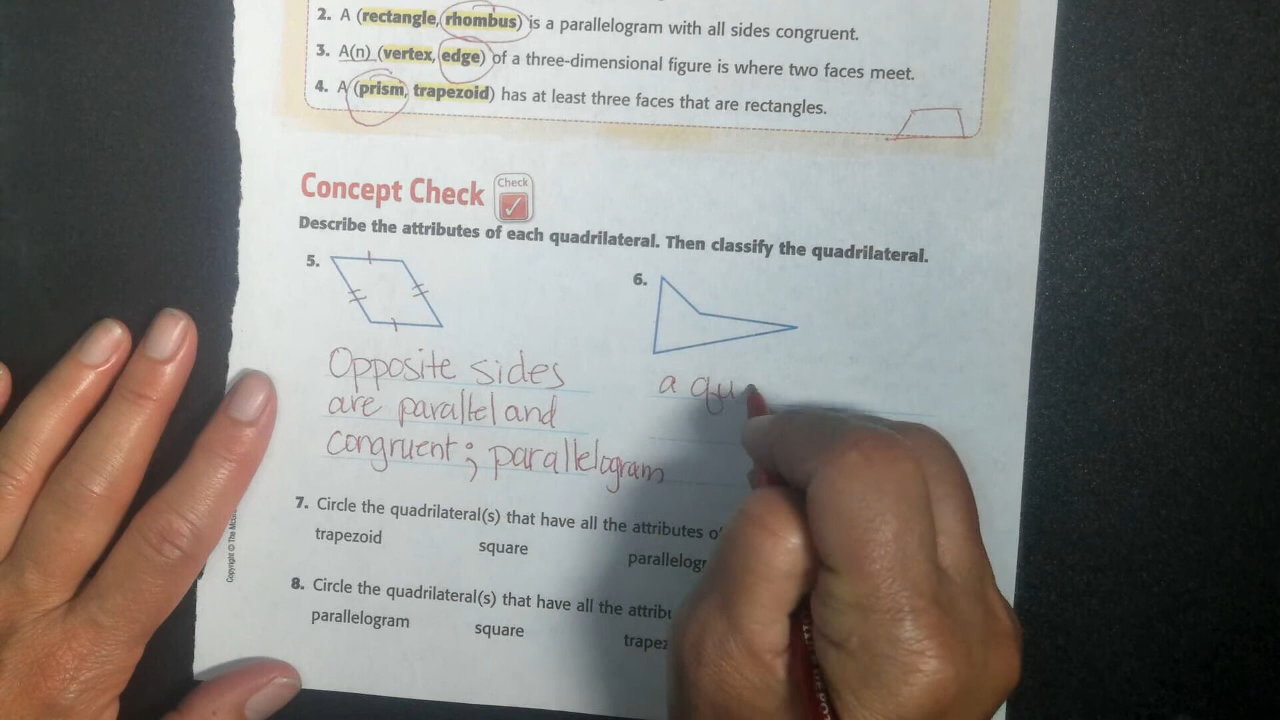 2. A (rectangle, rhombus) is a parallelogram with all sides congruent.
3. A(n) (vertex, edge) of a three-dimensional figure is where two faces meet.
4. A (prism, trapezoid) has at least three faces that are rectangles.
Concept Check
Check
Describe the attributes of each quadrilateral. Then classify the quadrilateral.
5.
6.
Opposite sides
are parallel and
congruent; parallelogram
a qu
7. Circle the quadrilateral(s) that have all the attributes
trapezoid square
8. Circle the quadrilateral(s) that have all the
parallelogram square
Copyright © The